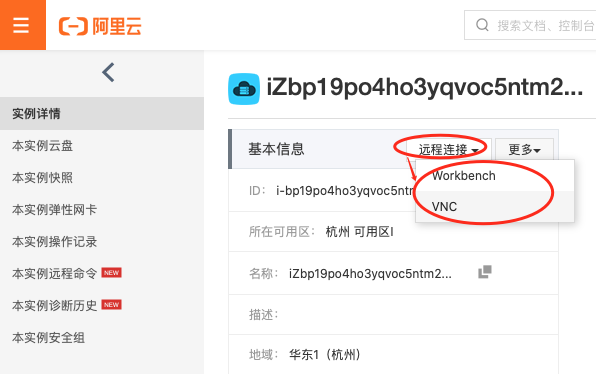 阿里云
搜索文档、控制台
实例详情
本实例云盘
本实例快照
本实例弹性网卡
本实例操作记录
本实例远程命令 NEW
本实例诊断历史 NEW
本实例安全组
iZbp19po4ho3yqvoc5ntm2...
基本信息
远程连接
更多
Workbench
VNC
ID： i-bp19po4ho3yqvoc5ntm
所在可用区： 杭州 可用区I
名称： iZbp19po4ho3yqvoc5ntm2...
描述：
地域： 华东1（杭州）